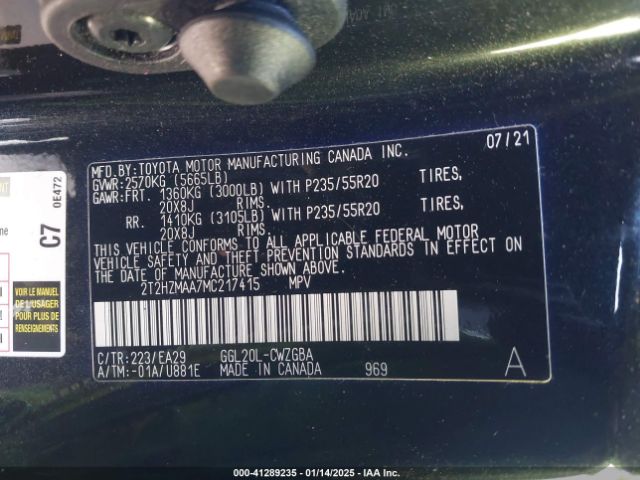 MFD.BY:TOYOTA MOTOR MANUFACTURING CANADA INC. 07/21
GVWR:2570KG (5665LB)
GAWR:FRT. 1360KG (3000LB)WITH P235/55R20 TIRES,
20X8J RIMS.
RR. 1410KG (3105LB)WITH P235/55R20 TIRES,
20X8J RIMS.
THIS VEHICLE CONFORMS TO ALL APPLICABLE FEDERAL MOTOR
VEHICLE SAFETY AND THEFT PREVENTION STANDARDS IN EFFECT ON
THE DATE OF MANUFACTURE SHOWN ABOVE.
2T2HZMAA7MC217415 MPV
C/TR:223/EA29 GGL20L-CWZGBA
A/TM:-01A/U881E MADE IN CANADA 969 A
C7
0E472
VOIR LE MANUEL
DE L'USAGER
POUR PLUS DE
RENSEIGNEMENTS
000-41289235 - 01/14/2025 - IAA Inc.